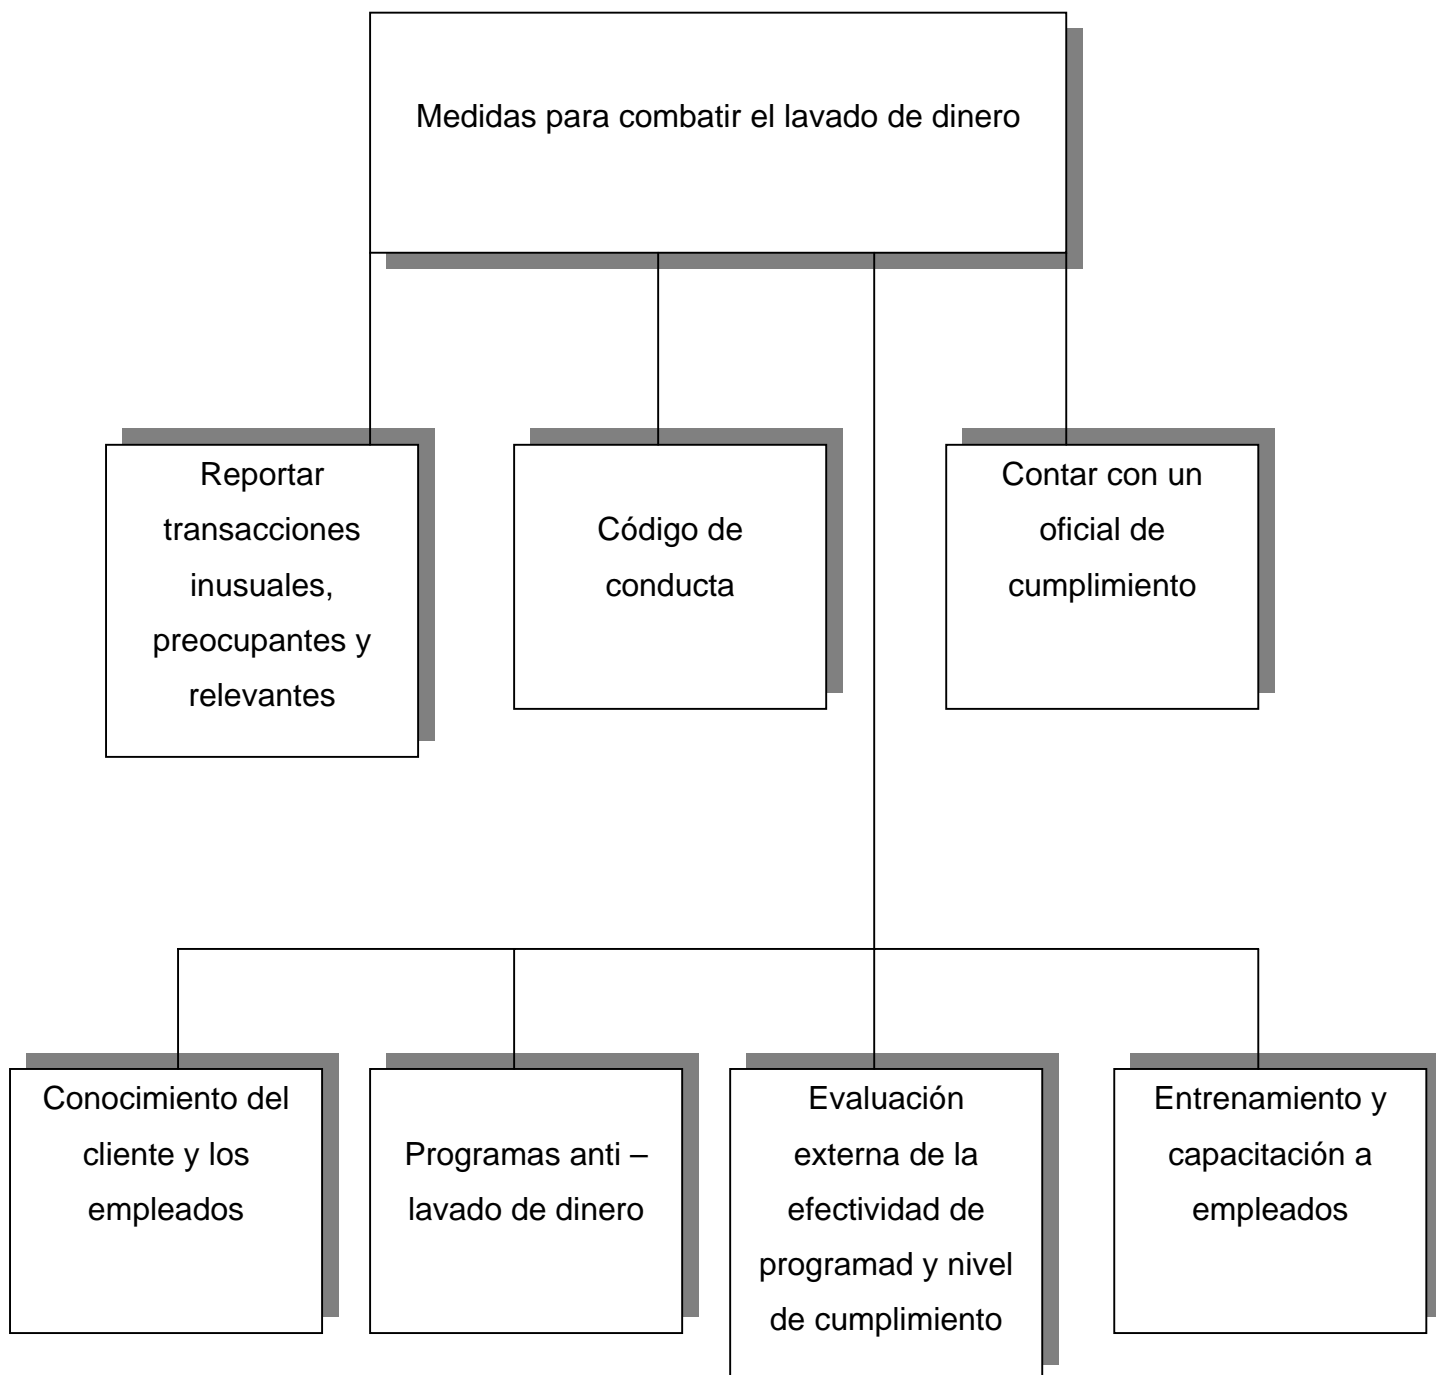 Medidas para combatir el lavado de dinero
Reportar
transacciones
inusuales,
preocupantes y
relevantes
Código de
conducta
Contar con un
oficial de
cumplimiento
Conocimiento del
cliente y los
empleados
Programas anti –
lavado de dinero
Evaluación
externa de la
efectividad de
programad y nivel
de cumplimiento
Entrenamiento y
capacitación a
empleados